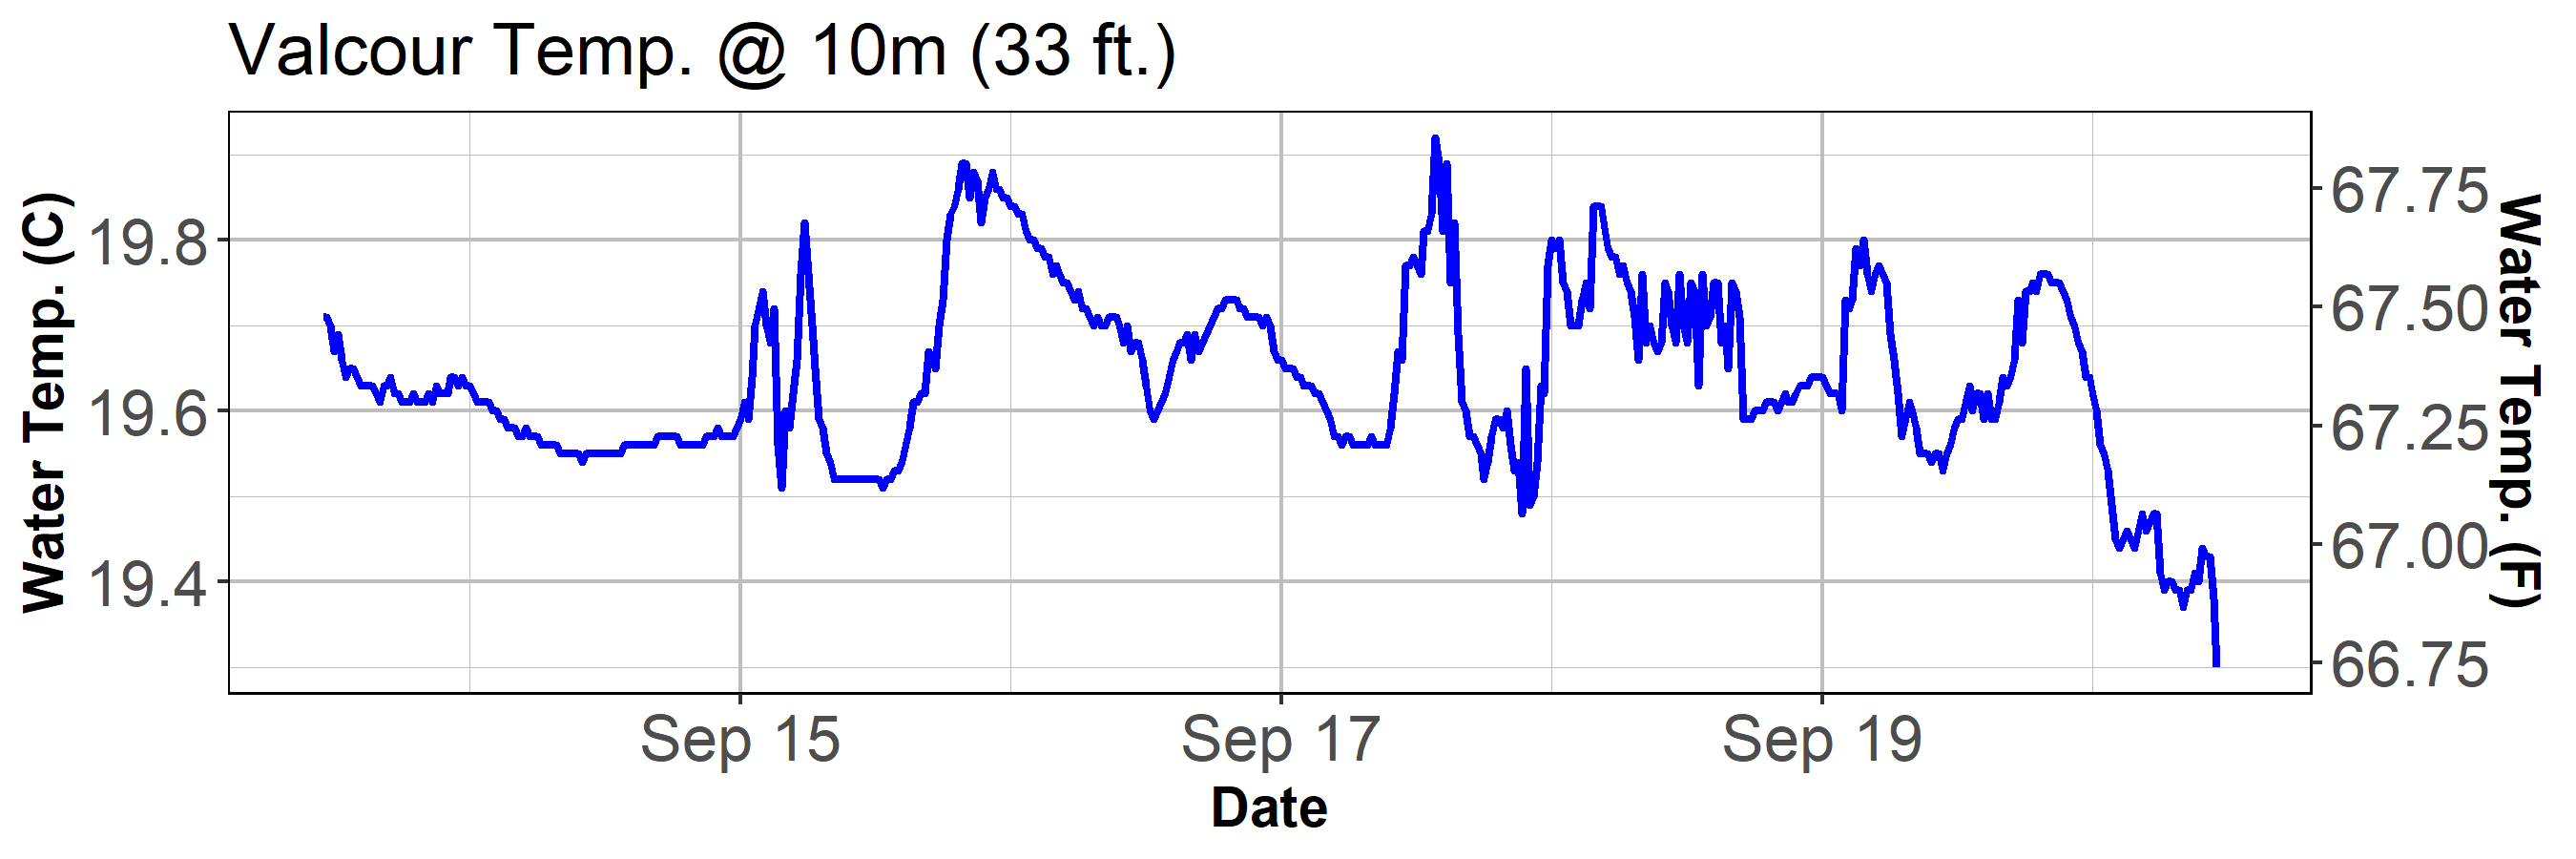 Valcour Temp. @ 10m (33 ft.)
Water Temp. (C)
19.8
19.6
19.4
67.75
67.50
67.25
67.00
66.75
Water Temp. (F)
Sep 15
Sep 17
Sep 19
Date